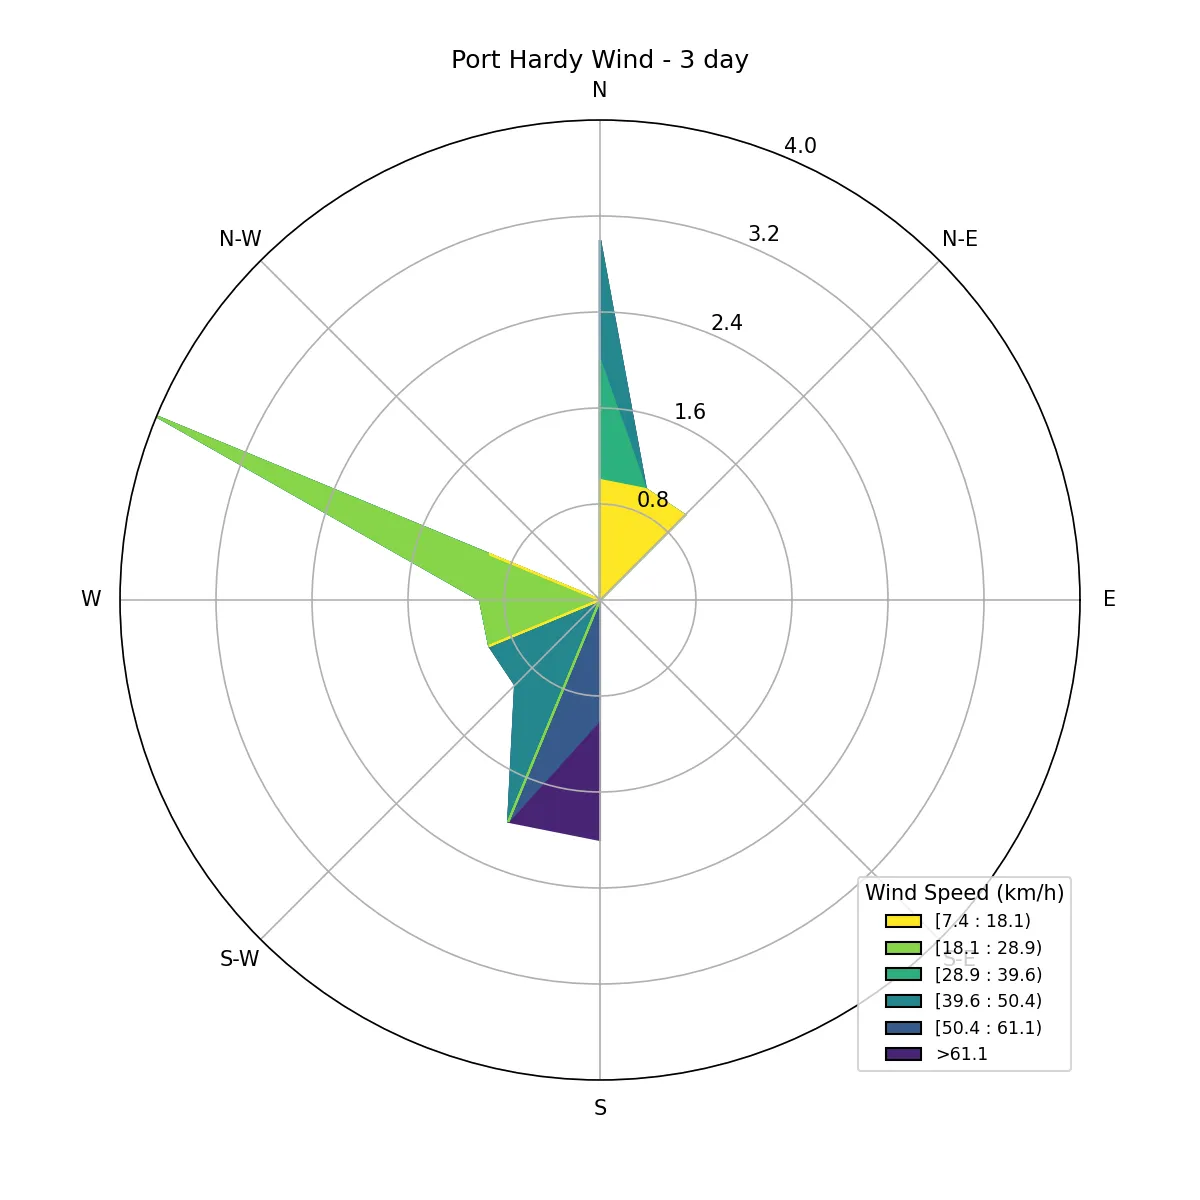 Port Hardy Wind - 3 day
N
4.0
N-W
3.2
N-E
2.4
1.6
0.8
W
E
Wind Speed (km/h)
[7.4 : 18.1)
[18.1 : 28.9)
S-W
S-E
[28.9 : 39.6)
[39.6 : 50.4)
[50.4 : 61.1)
>61.1
S